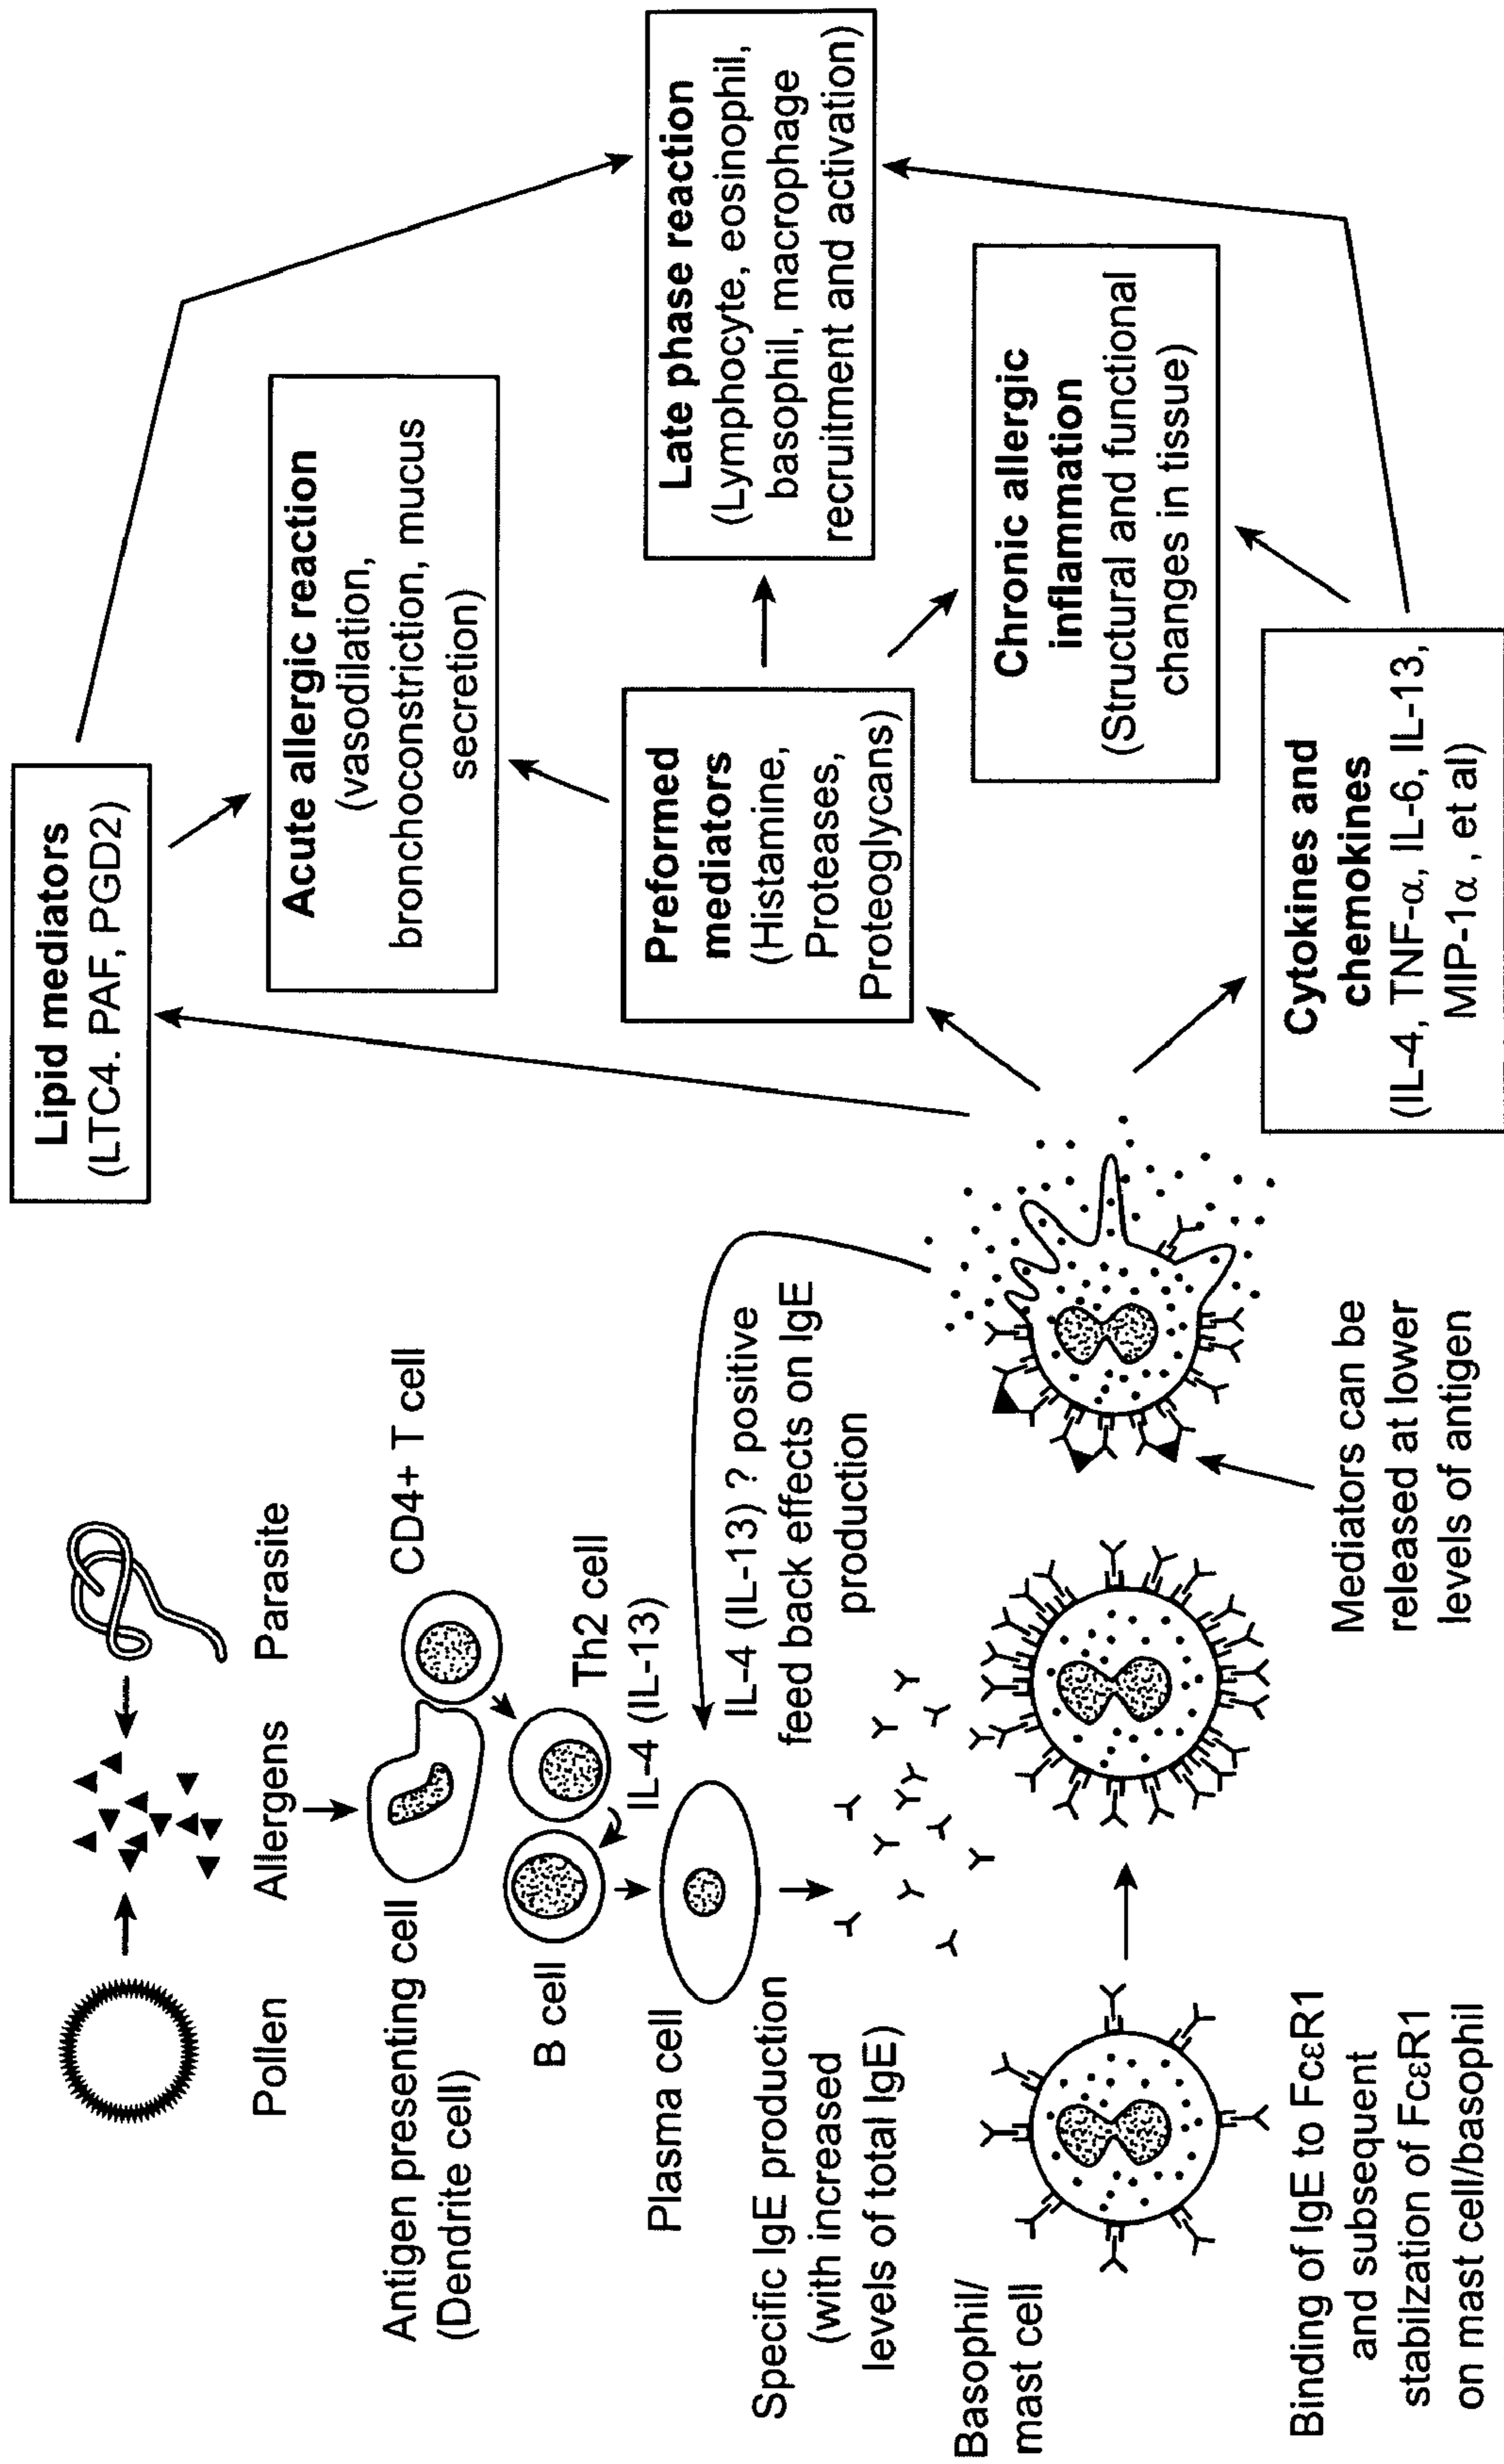 Pollen
Allergens
Parasite
Antigen presenting cell
(Dendrite cell)
CD4+ T cell
B cell
Th2 cell
IL-4 (IL-13)
Plasma cell
Specific IgE production
(with increased
levels of total IgE)
IL-4 (IL-13) ? positive
feed back effects on IgE
production
Basophil/
mast cell
Binding of IgE to FcεR1
and subsequent
stabilzation of FcεR1
on mast cell/basophil
Mediators can be
released at lower
levels of antigen
Lipid mediators
(LTC4. PAF, PGD2)
Acute allergic reaction
(vasodilation,
bronchoconstriction, mucus
secretion)
Preformed
mediators
(Histamine,
Proteases,
Proteoglycans)
Late phase reaction
(Lymphocyte, eosinophil,
basophil, macrophage
recruitment and activation)
Chronic allergic
inflammation
(Structural and functional
changes in tissue)
Cytokines and
chemokines
(IL-4, TNF-α, IL-6, IL-13,
MIP-1α , et al)